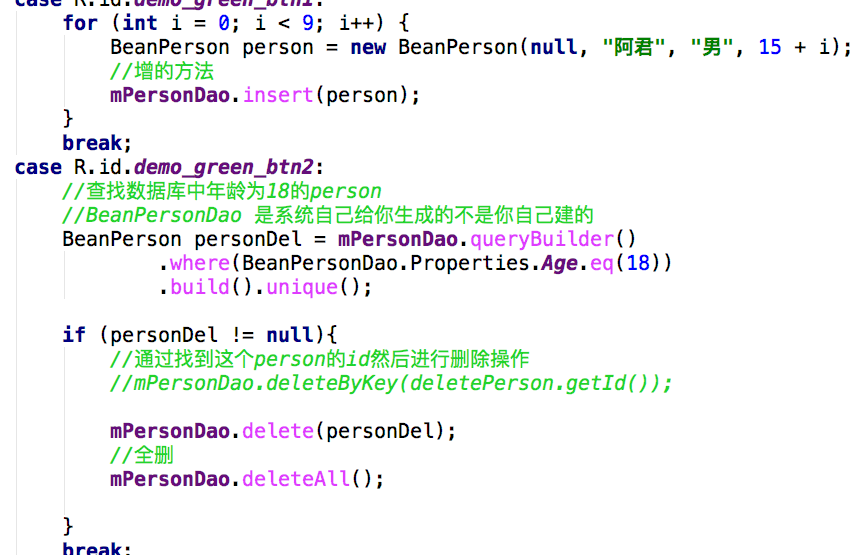 case R.id.demo_green_btn1:
for (int i = 0; i < 9; i++) {
BeanPerson person = new BeanPerson(null, "阿君", "男", 15 + i);
//增的方法
mPersonDao.insert(person);
}
break;
case R.id.demo_green_btn2:
//查找数据库中年龄为18的person
//BeanPersonDao 是系统自己给你生成的不是你自己建的
BeanPerson personDel = mPersonDao.queryBuilder()
.where(BeanPersonDao.Properties.Age.eq(18))
.build().unique();
if (personDel != null){
//通过找到这个person的id然后进行删除操作
//mPersonDao.deleteByKey(deletePerson.getId());
mPersonDao.delete(personDel);
//全删
mPersonDao.deleteAll();
}
break;